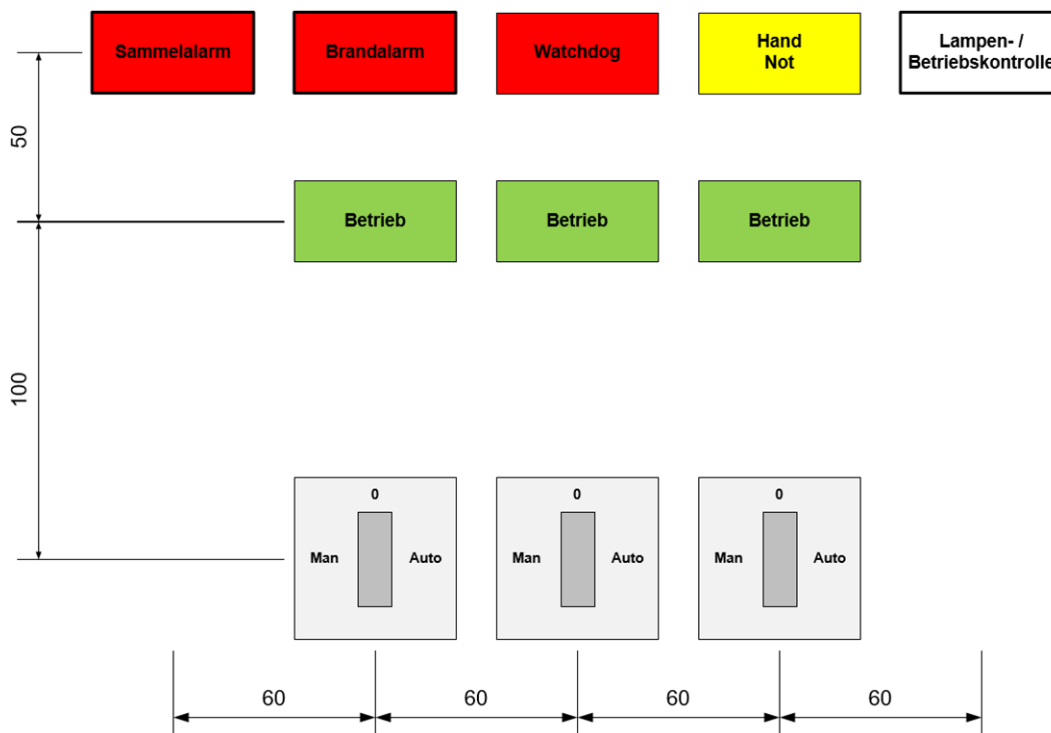 Sammelalarm
Brandalarm
Watchdog
Hand
Not
Lampen- /
Betriebskontrolle
50
Betrieb
Betrieb
Betrieb
100
0
0
0
Man
Auto
Man
Auto
Man
Auto
60
60
60
60